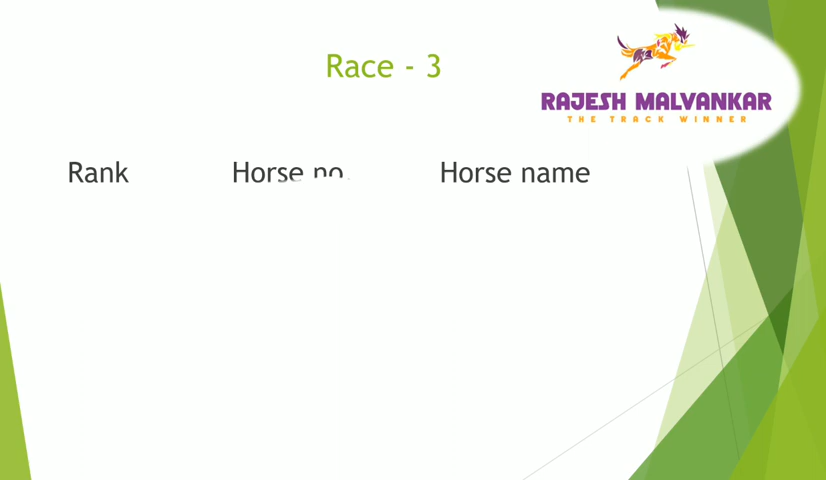 Race - 3
RAJESH MALVANKAR
THE TRACK WINNER
Rank Horse no. Horse name